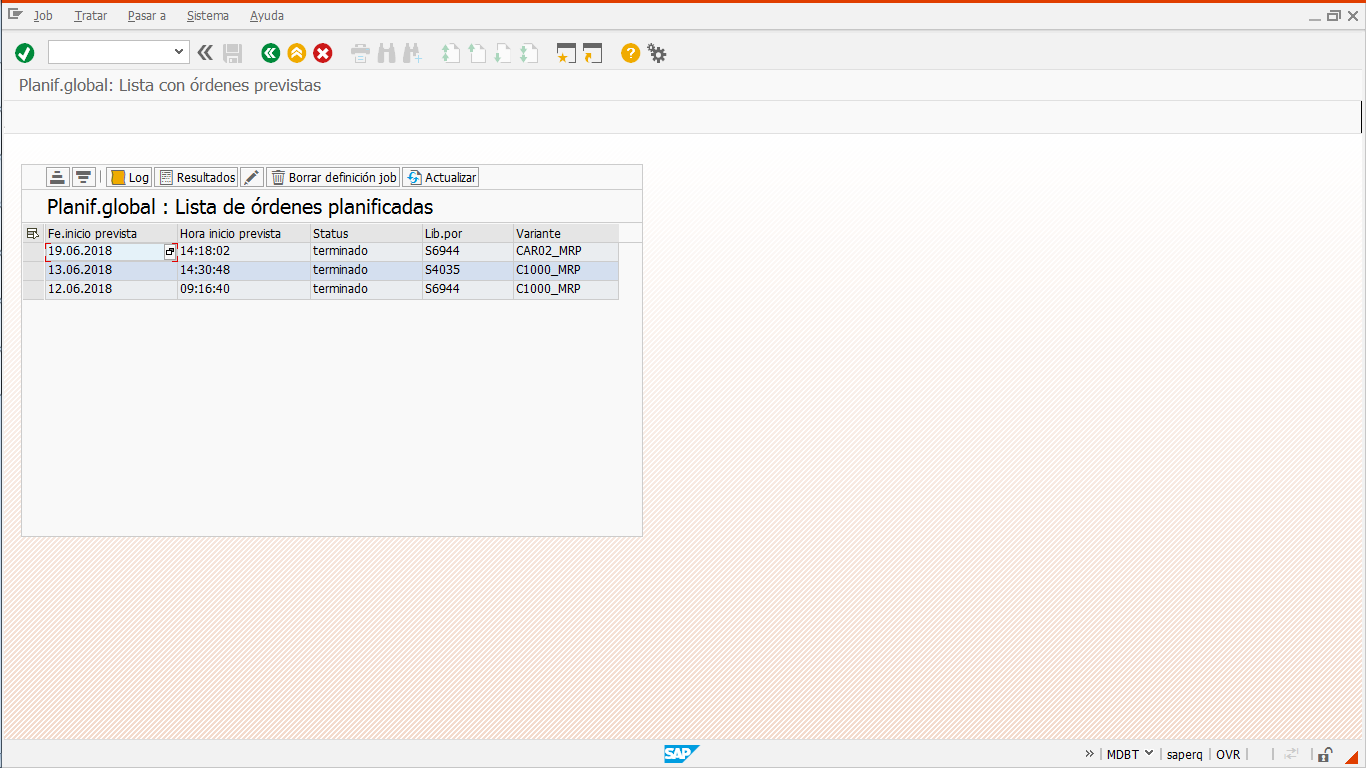 Job Tratar Pasar a Sistema Ayuda
Planif.global: Lista con órdenes previstas
Log Resultados Borrar definición job Actualizar
Planif.global : Lista de órdenes planificadas
Fe.inicio prevista Hora inicio prevista Status Lib.por Variante
19.06.2018 14:18:02 terminado S6944 CAR02_MRP
13.06.2018 14:30:48 terminado S4035 C1000_MRP
12.06.2018 09:16:40 terminado S6944 C1000_MRP
SAP MDBT saperq OVR